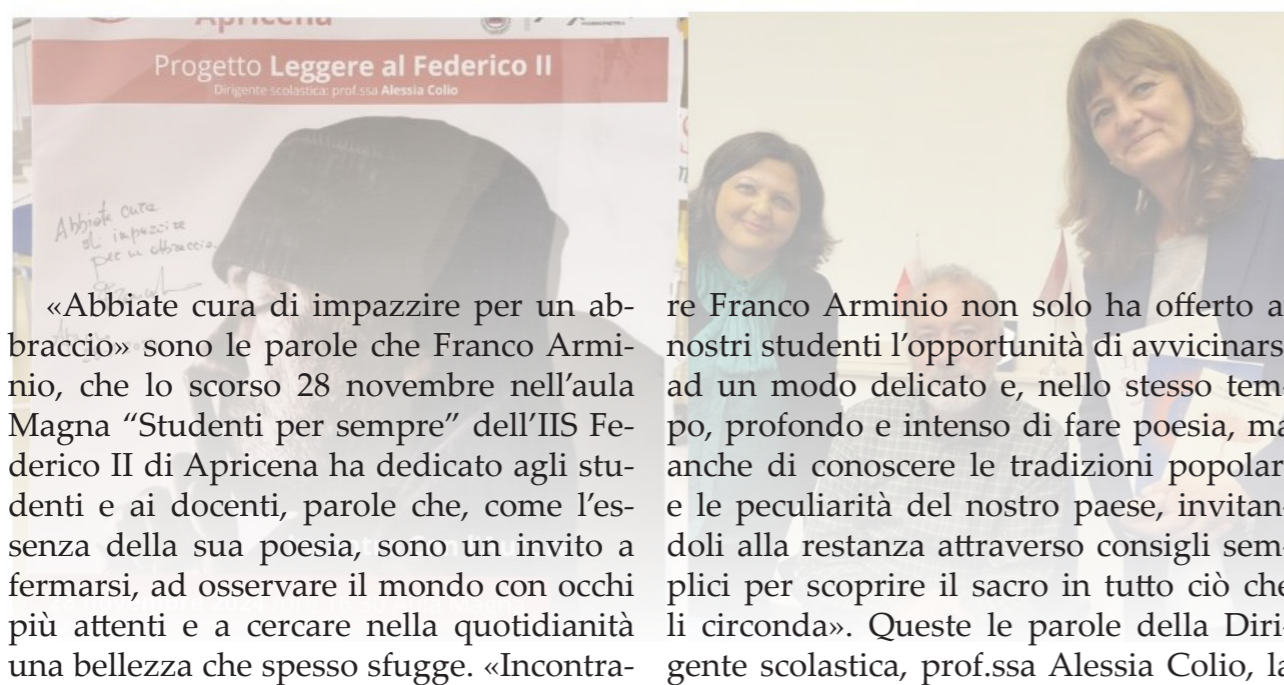 Apricena
Progetto Leggere al Federico II
Dirigente scolastica: prof.ssa Alessia Colio
Abbiate cura
di impazzire
per un abbraccio
«Abbiate cura di impazzire per un ab-
braccio» sono le parole che Franco Armi-
nio, che lo scorso 28 novembre nell’aula
Magna “Studenti per sempre” dell’IIS Fe-
derico II di Apricena ha dedicato agli stu-
denti e ai docenti, parole che, come l’es-
senza della sua poesia, sono un invito a
fermarsi, ad osservare il mondo con occhi
più attenti e a cercare nella quotidianità
una bellezza che spesso sfugge. «Incontra-
re Franco Arminio non solo ha offerto a
nostri studenti l’opportunità di avvicinars
ad un modo delicato e, nello stesso tem-
po, profondo e intenso di fare poesia, ma
anche di conoscere le tradizioni popolar
e le peculiarità del nostro paese, invitan-
doli alla restanza attraverso consigli sem-
plici per scoprire il sacro in tutto ciò che
li circonda». Queste le parole della Diri-
gente scolastica, prof.ssa Alessia Colio, la